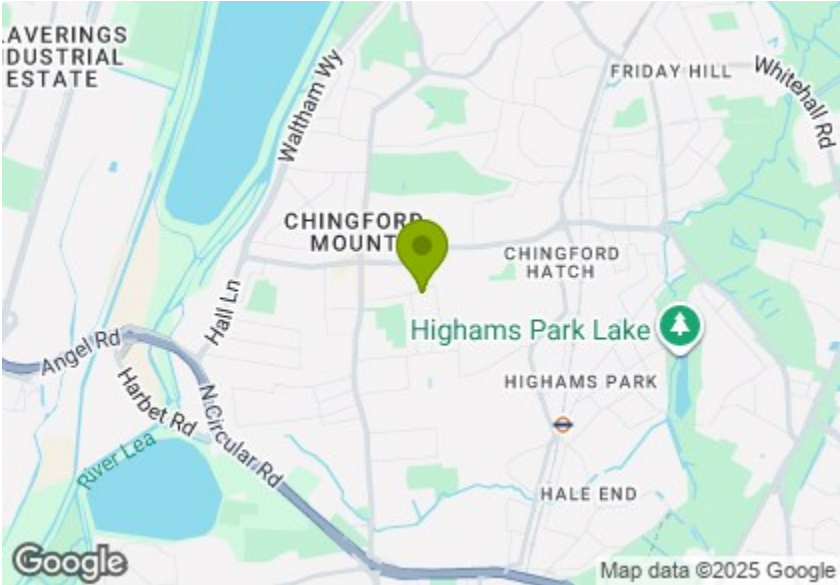 AVERINGS
DUSTRIAL
ESTATE
Waltham Wy
FRIDAY HILL
Whitehall Rd
CHINGFORD
MOUNT
CHINGFORD
HATCH
Hall Ln
Angel Rd
Highams Park Lake
Harbet Rd
N Circular Rd
HIGHAMS PARK
River Lea
HALE END
Google
Map data ©2025 Google